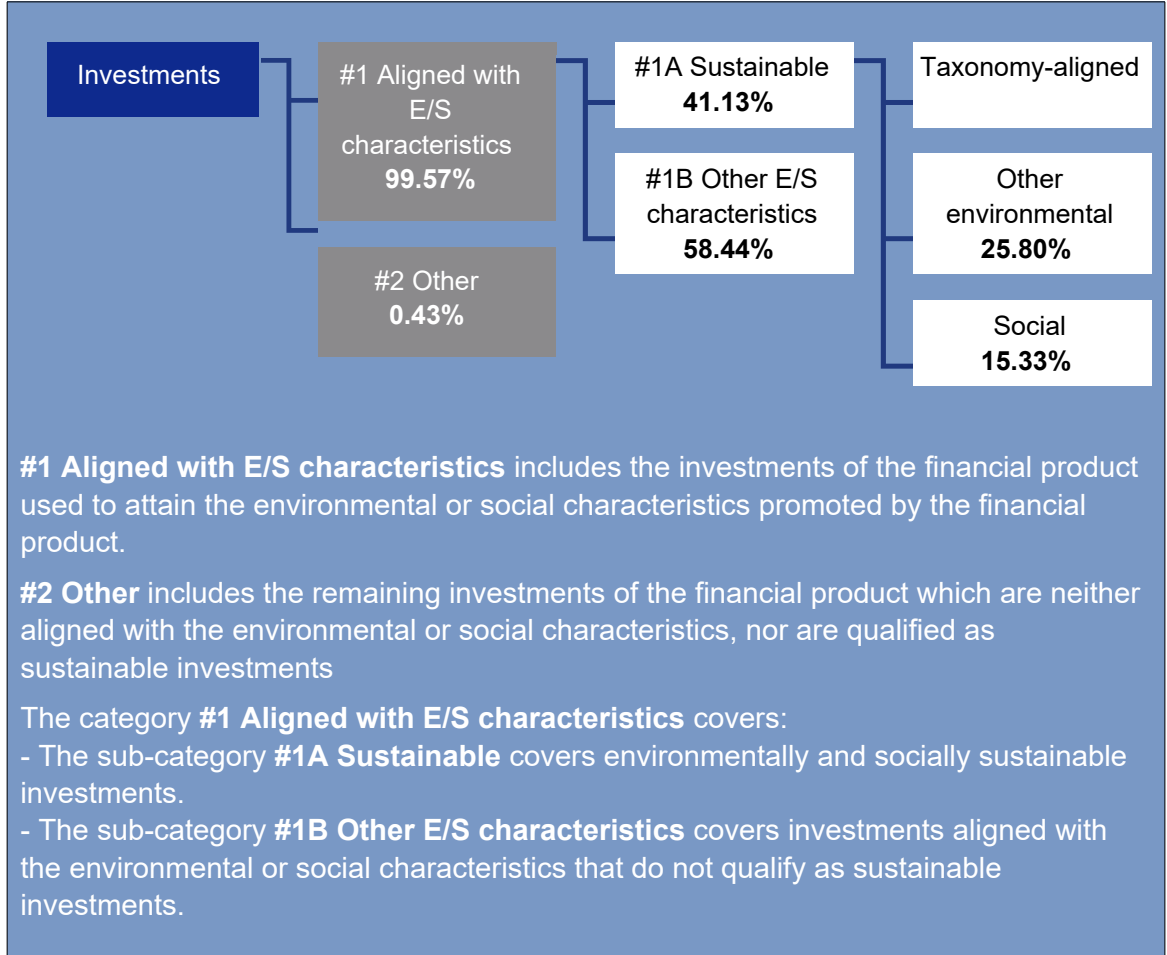 Investments
#1 Aligned with
E/S
characteristics
99.57%
#2 Other
0.43%
#1A Sustainable
41.13%
#1B Other E/S
characteristics
58.44%
Taxonomy-aligned
Other
environmental
25.80%
Social
15.33%
#1 Aligned with E/S characteristics includes the investments of the financial product
used to attain the environmental or social characteristics promoted by the financial
product.
#2 Other includes the remaining investments of the financial product which are neither
aligned with the environmental or social characteristics, nor are qualified as
sustainable investments
The category #1 Aligned with E/S characteristics covers:
- The sub-category #1A Sustainable covers environmentally and socially sustainable
investments.
- The sub-category #1B Other E/S characteristics covers investments aligned with
the environmental or social characteristics that do not qualify as sustainable
investments.